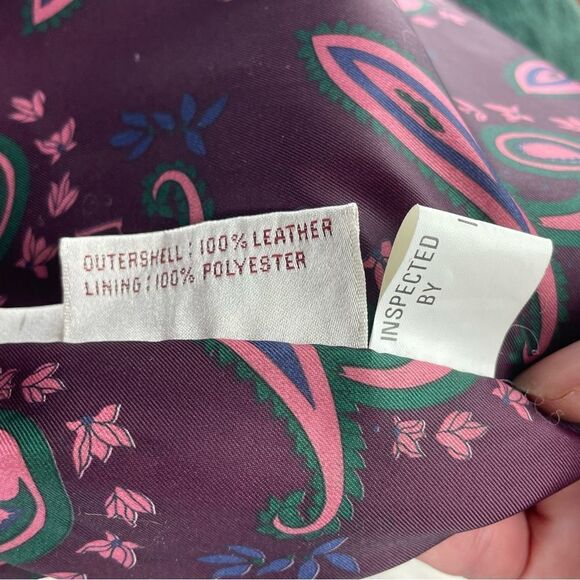 OUTERSHELL : 100% LEATHER
LINING : 100% POLYESTER
INSPECTED
BY